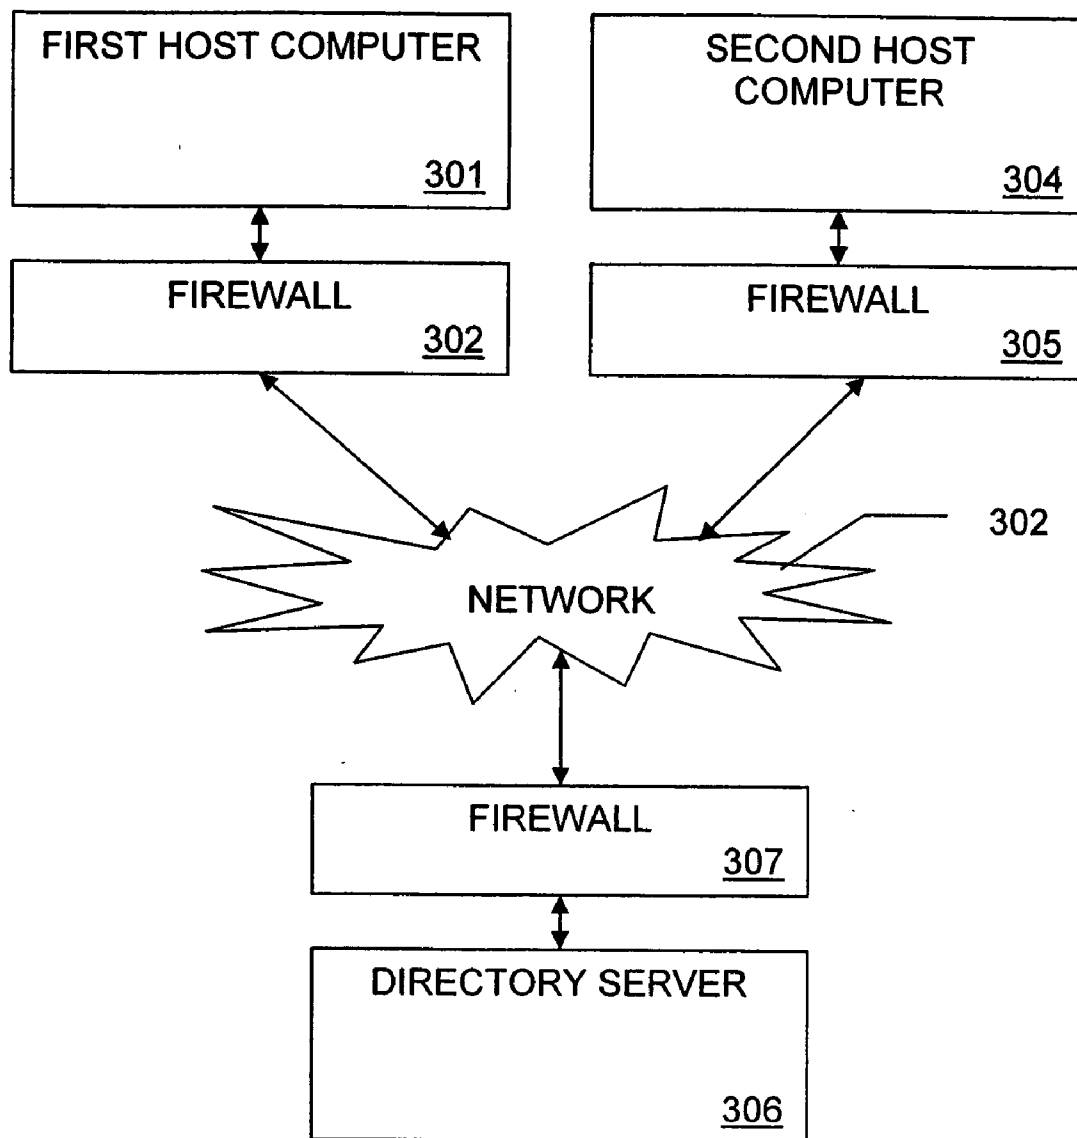 FIRST HOST COMPUTER
301
SECOND HOST
COMPUTER
304
FIREWALL
302
FIREWALL
305
302
NETWORK
FIREWALL
307
DIRECTORY SERVER
306